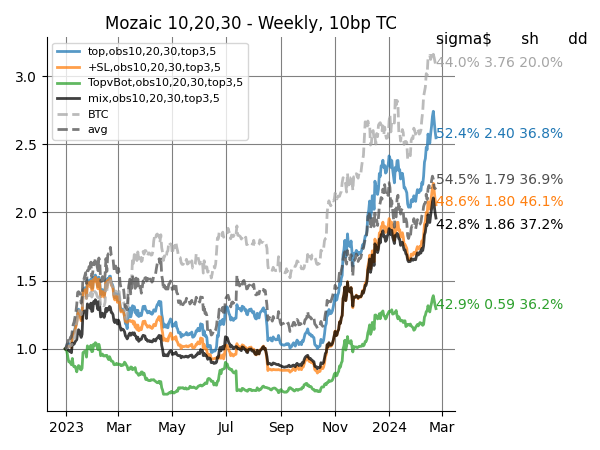 Mozaic 10,20,30 - Weekly, 10bp TC
sigma$ sh dd
top,obs10,20,30,top3,5
+SL,obs10,20,30,top3,5
TopvBot,obs10,20,30,top3,5
mix,obs10,20,30,top3,5
BTC
avg
44.0% 3.76 20.0%
52.4% 2.40 36.8%
54.5% 1.79 36.9%
48.6% 1.80 46.1%
42.8% 1.86 37.2%
42.9% 0.59 36.2%
3.0
2.5
2.0
1.5
1.0
2023 Mar May Jul Sep Nov 2024 Mar